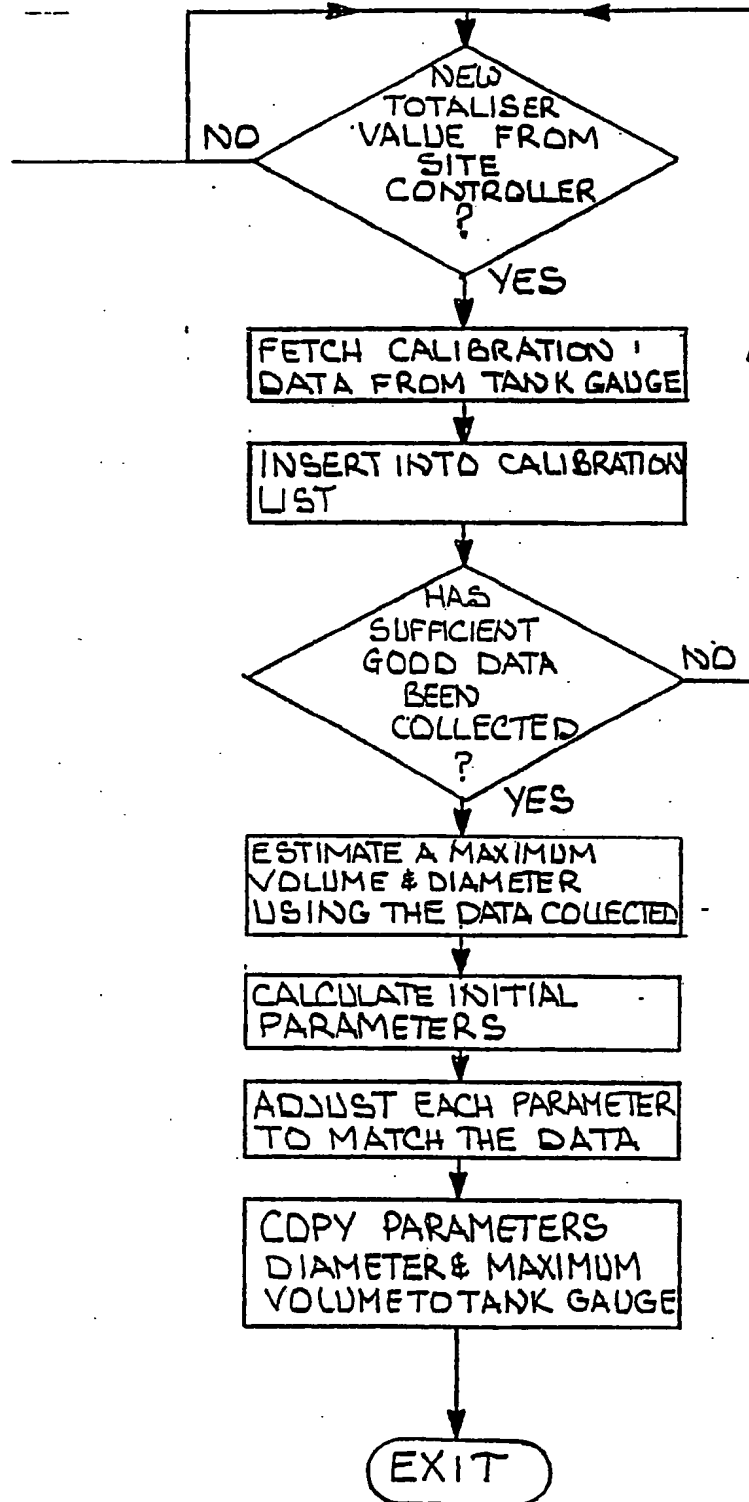 NEW
TOTALISER
VALUE FROM
SITE
CONTROLLER
?
NO
YES
FETCH CALIBRATION
DATA FROM TANK GAUGE
INSERT INTO CALIBRATION
LIST
HAS
SUFFICIENT
GOOD DATA
BEEN
COLLECTED
?
NO
YES
ESTIMATE A MAXIMUM
VOLUME & DIAMETER
USING THE DATA COLLECTED
CALCULATE INITIAL
PARAMETERS
ADJUST EACH PARAMETER
TO MATCH THE DATA
COPY PARAMETERS
DIAMETER & MAXIMUM
VOLUME TO TANK GAUGE
EXIT